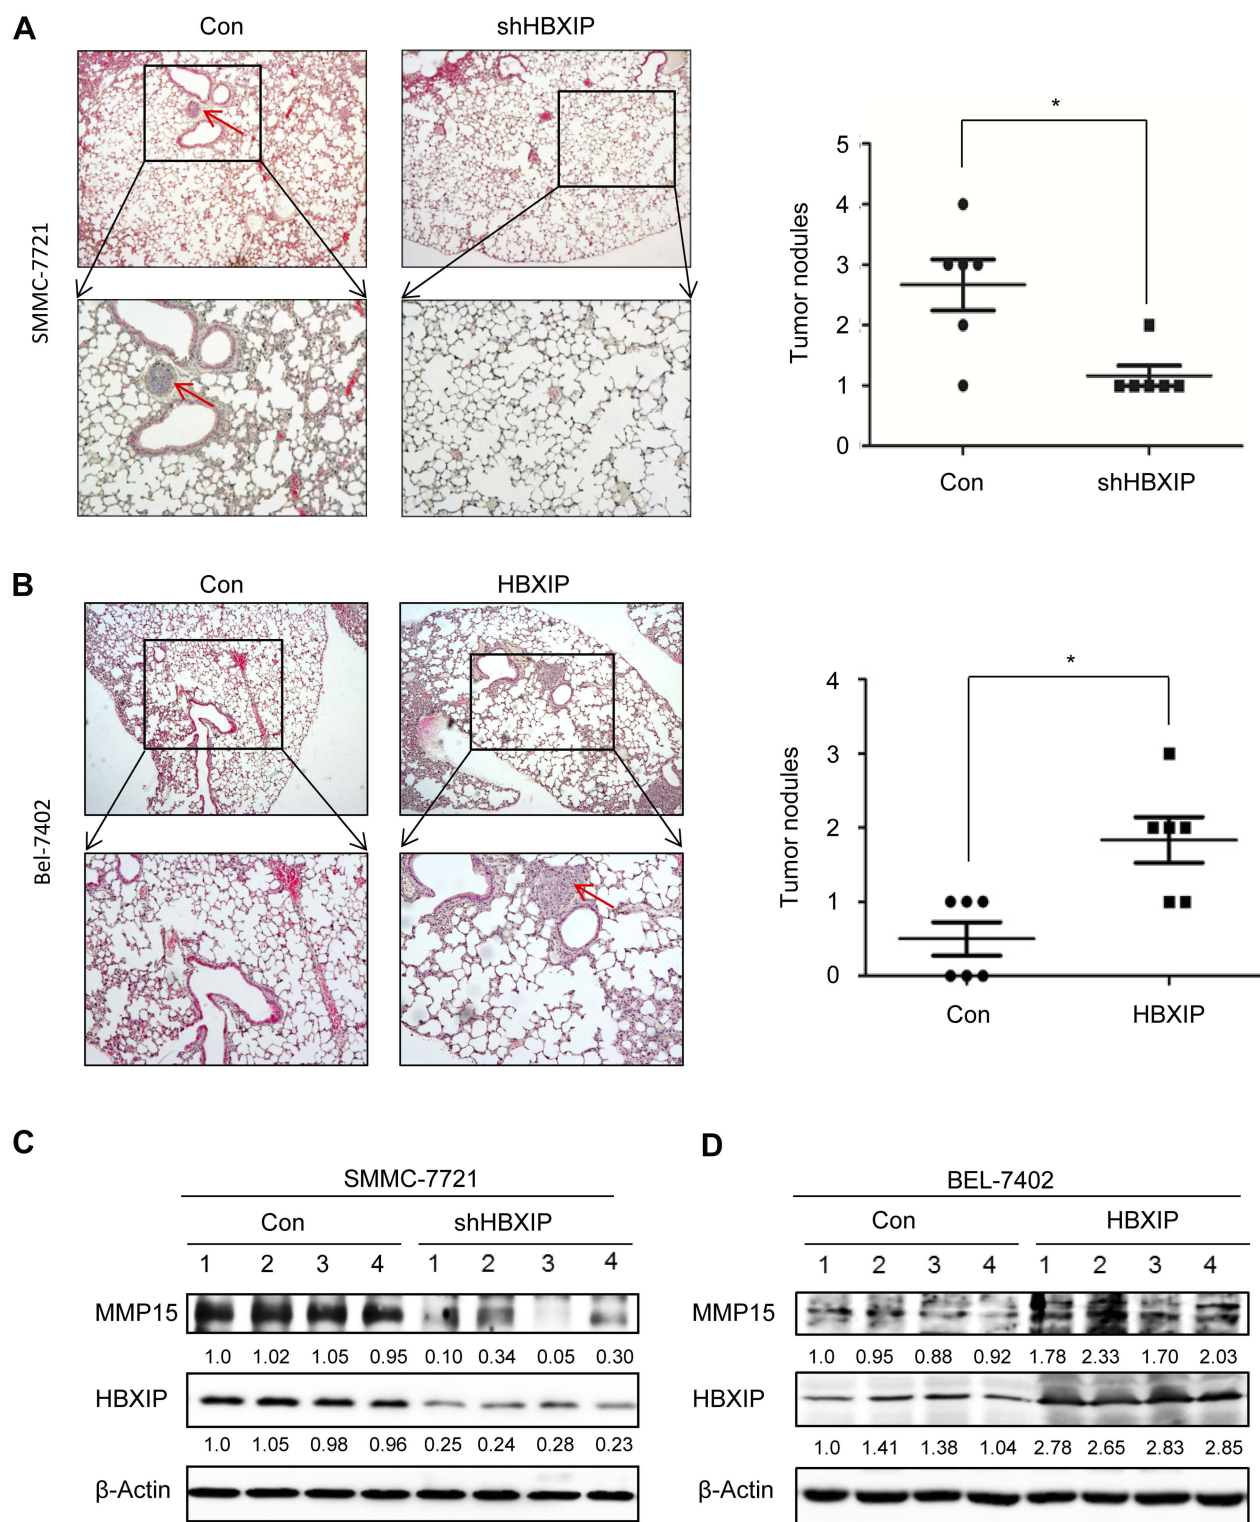 A
Con
shHBXIP
SMMC-7721
*
Tumor nodules
5
4
3
2
1
0
Con
shHBXIP
B
Con
HBXIP
Bel-7402
*
Tumor nodules
4
3
2
1
0
Con
HBXIP
C
SMMC-7721
Con shHBXIP
1 2 3 4 1 2 3 4
MMP15
1.0 1.02 1.05 0.95 0.10 0.34 0.05 0.30
HBXIP
1.0 1.05 0.98 0.96 0.25 0.24 0.28 0.23
β-Actin
D
BEL-7402
Con HBXIP
1 2 3 4 1 2 3 4
MMP15
1.0 0.95 0.88 0.92 1.78 2.33 1.70 2.03
HBXIP
1.0 1.41 1.38 1.04 2.78 2.65 2.83 2.85
β-Actin